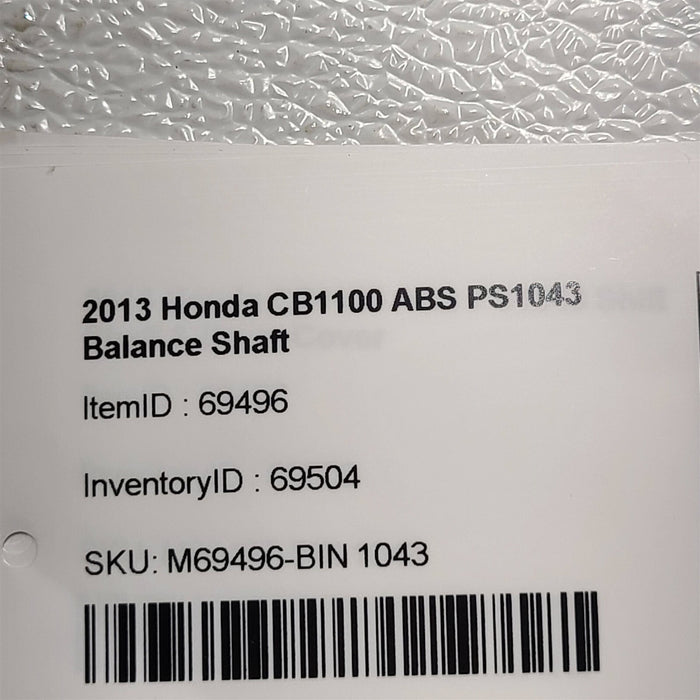 2013 Honda CB1100 ABS PS1043
Balance Shaft
ItemID : 69496
InventoryID : 69504
SKU: M69496-BIN 1043